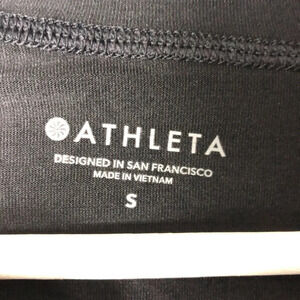 ATHLETA
DESIGNED IN SAN FRANCISCO
MADE IN VIETNAM
S